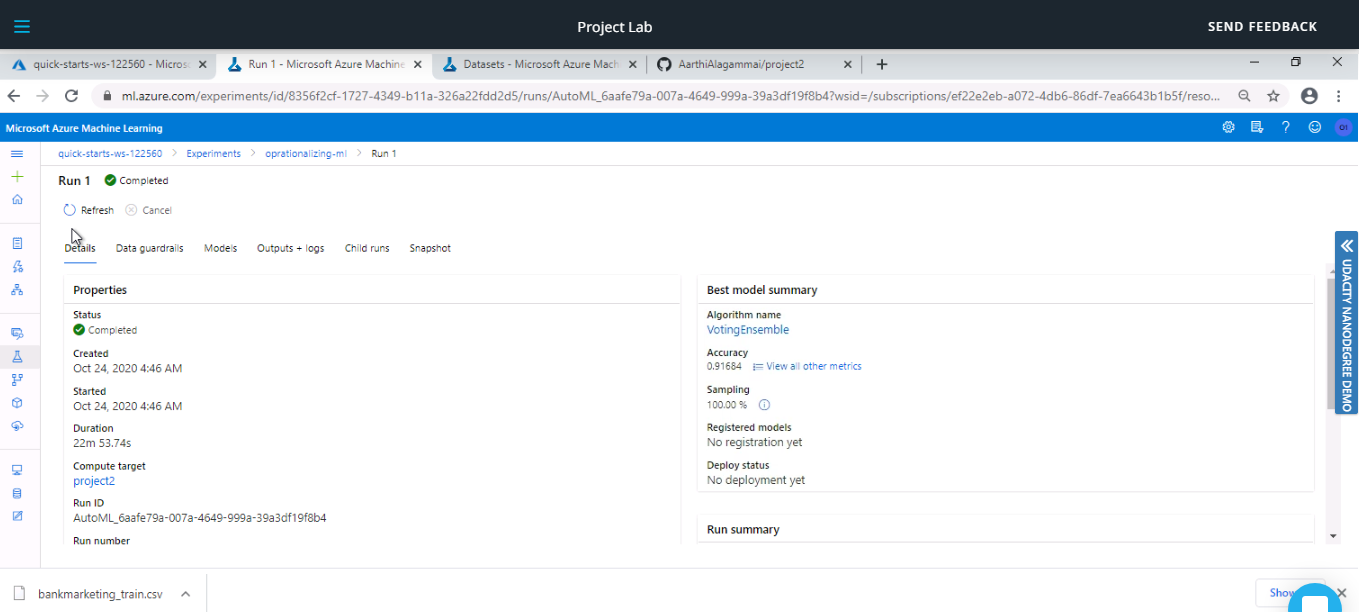 Project Lab
SEND FEEDBACK
quick-starts-ws-122560 - Micros
Run 1 - Microsoft Azure Machine
Datasets - Microsoft Azure Mach
AarthiAlagammai/project2
ml.azure.com/experiments/id/8356f2cf-1727-4349-b11a-326a22fdd2d5/runs/AutoML_6aafe79a-007a-4649-999a-39a3df19f8b4?wsid=/subscriptions/ef22e2eb-a072-4db6-86df-7ea6643b1b5f/reso...
Microsoft Azure Machine Learning
OI
quick-starts-ws-122560 > Experiments > oprationalizing-ml > Run 1
Run 1 Completed
Refresh Cancel
Details Data guardrails Models Outputs + logs Child runs Snapshot
Properties
Status
Completed
Created
Oct 24, 2020 4:46 AM
Started
Oct 24, 2020 4:46 AM
Duration
22m 53.74s
Compute target
project2
Run ID
AutoML_6aafe79a-007a-4649-999a-39a3df19f8b4
Run number
Best model summary
Algorithm name
VotingEnsemble
Accuracy
0.91684 View all other metrics
Sampling
100.00 %
Registered models
No registration yet
Deploy status
No deployment yet
Run summary
UDACITY NANODEGREE DEMO
bankmarketing_train.csv
Show